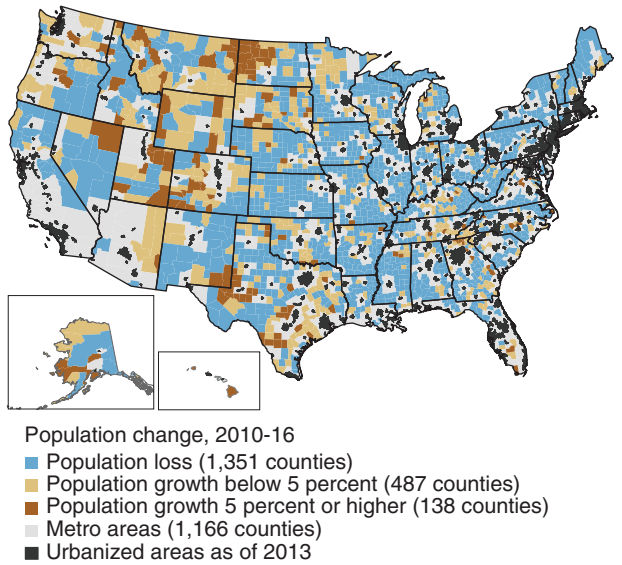 Population change, 2010-16
Population loss (1,351 counties)
Population growth below 5 percent (487 counties)
Population growth 5 percent or higher (138 counties)
Metro areas (1,166 counties)
Urbanized areas as of 2013